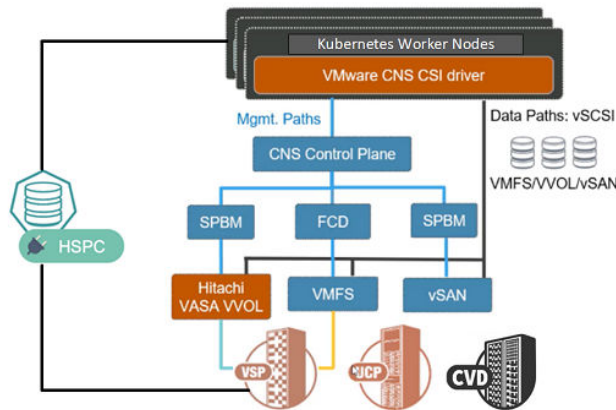 Kubernetes Worker Nodes
VMware CNS CSI driver
Mgmt. Paths
Data Paths: vSCSI
CNS Control Plane
VMFS/VVOL/vSAN
SPBM
FCD
SPBM
HSPC
Hitachi
VASA VVOL
VMFS
vSAN
VSP
UCP
CVD